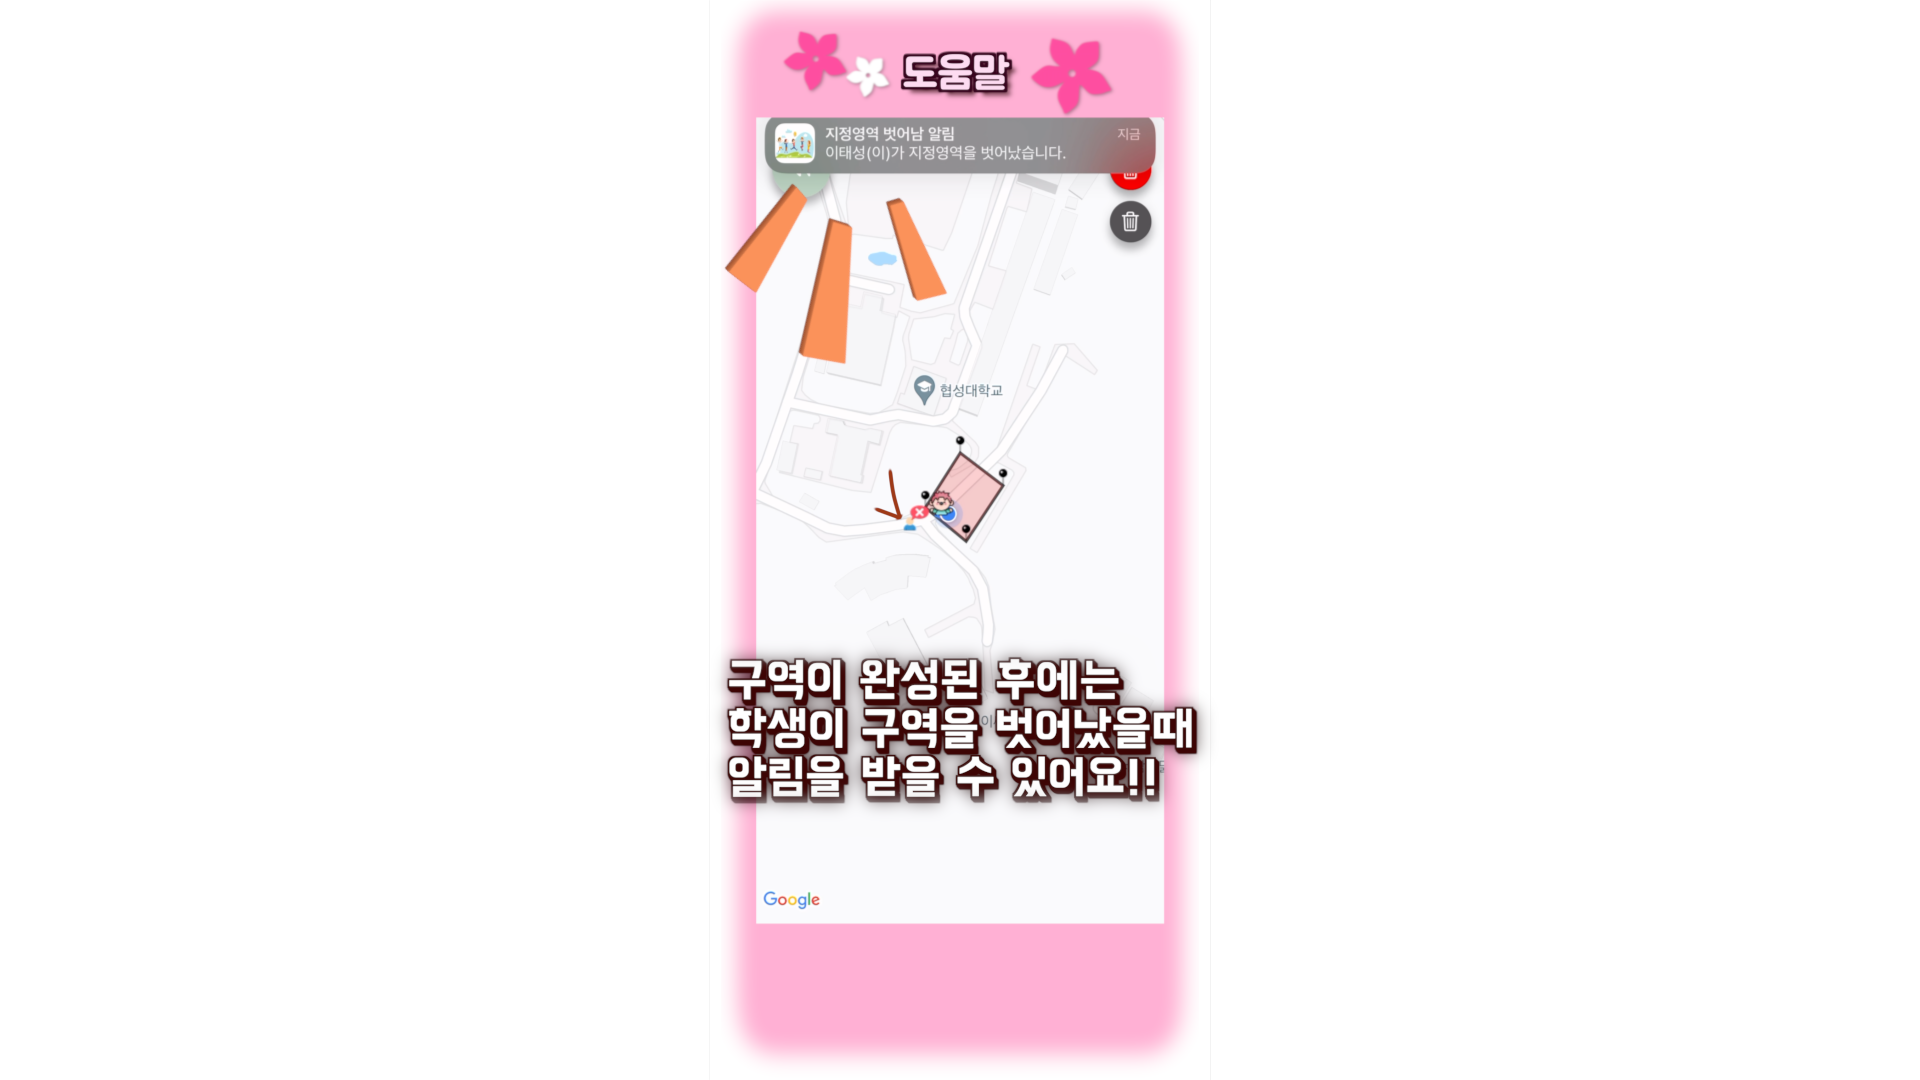 도움말
지정영역 벗어남 알림
지금
이태성(이)가 지정영역을 벗어났습니다.
협성대학교
구역이 완성된 후에는
학생이 구역을 벗어났을때
알림을 받을 수 있어요!!
Google